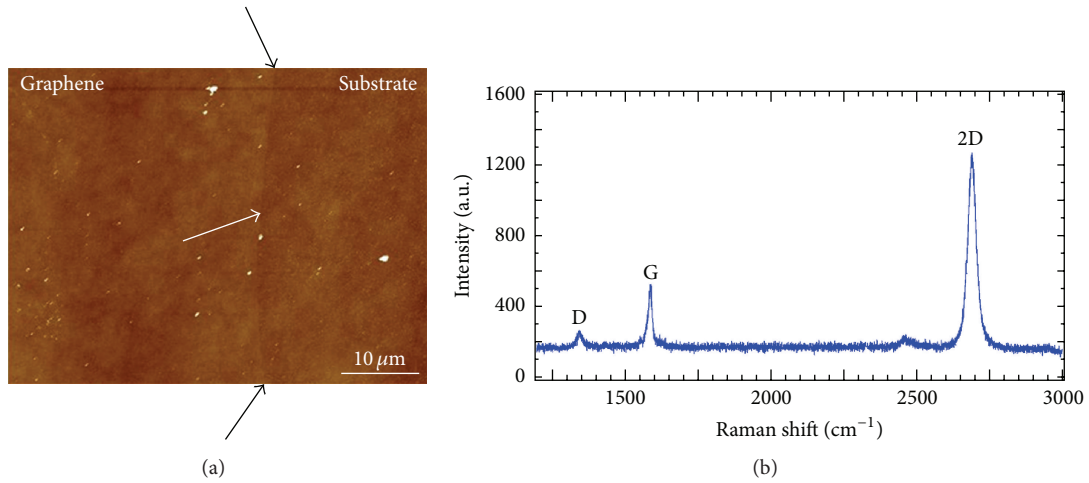 Graphene
Substrate
10 μm
(a)
1600
1200
800
400
0
Intensity (a.u.)
D
G
2D
1500
2000
2500
3000
Raman shift (cm⁻¹)
(b)